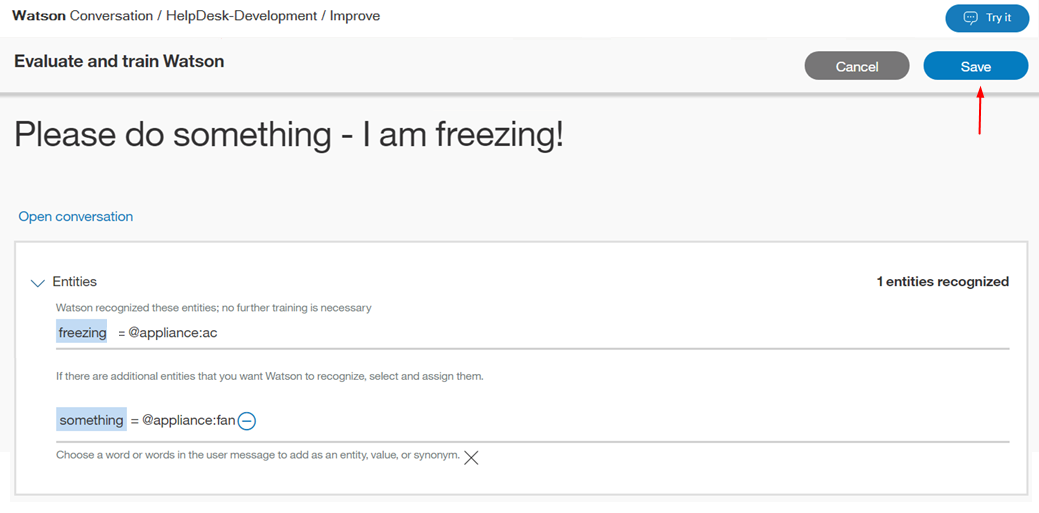 Watson Conversation / HelpDesk-Development / Improve
Try it
Evaluate and train Watson
Cancel
Save
Please do something - I am freezing!
Open conversation
Entities
1 entities recognized
Watson recognized these entities; no further training is necessary
freezing = @appliance:ac
If there are additional entities that you want Watson to recognize, select and assign them.
something = @appliance:fan
Choose a word or words in the user message to add as an entity, value, or synonym.